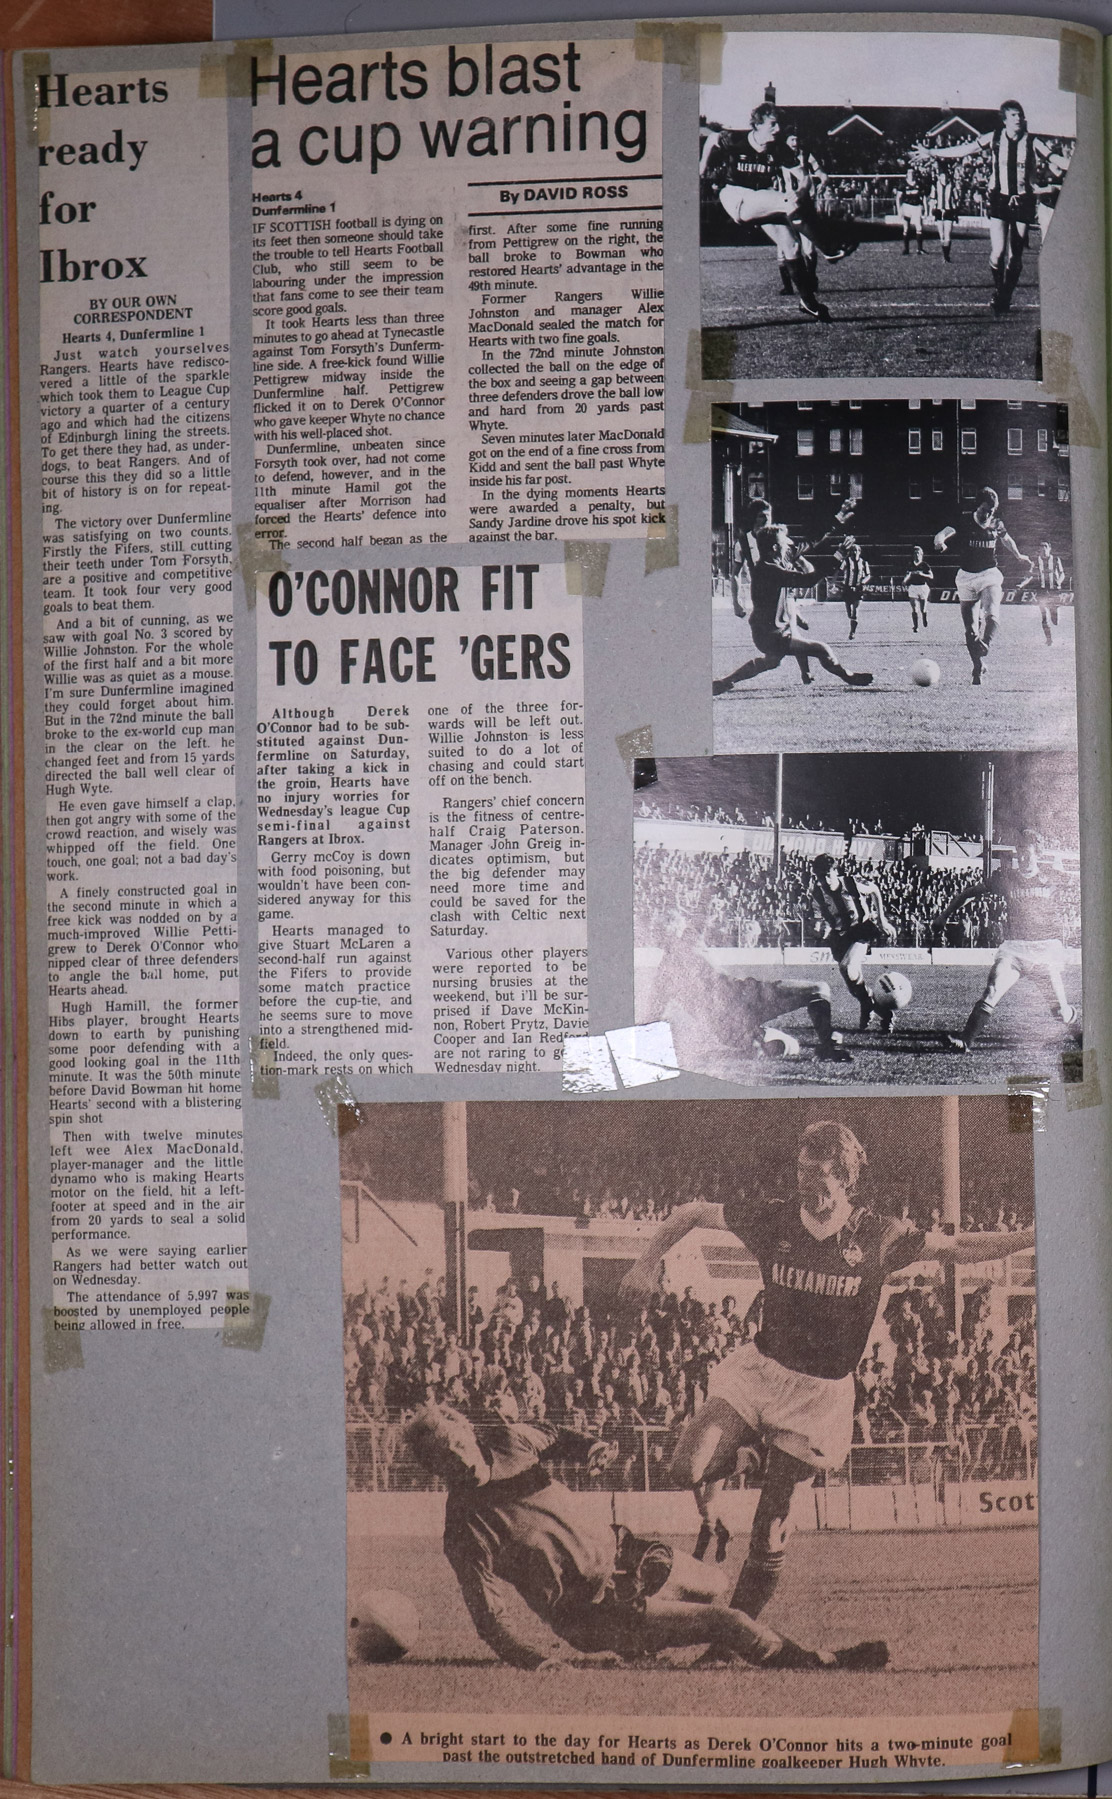 Hearts
ready
for
Ibrox
BY OUR OWN
CORRESPONDENT
Hearts 4, Dunfermline 1
Just watch yourselves
Rangers. Hearts have redisco-
vered a little of the sparkle
which took them to League Cup
victory a quarter of a century
ago and which had the citizens
of Edinburgh lining the streets.
To get there they had, as under-
dogs, to beat Rangers. And of
course this they did so a little
bit of history is on for repeat-
ing.
The victory over Dunfermline
was satisfying on two counts.
Firstly the Fifers, still cutting
their teeth under Tom Forsyth,
are a positive and competitive
team. It took four very good
goals to beat them.
And a bit of cunning, as we
saw with goal No. 3 scored by
Willie Johnston. For the whole
of the first half and a bit more
Willie was as quiet as a mouse.
I'm sure Dunfermline imagined
they could forget about him.
But in the 72nd minute the ball
broke to the ex-world cup man
in the clear on the left. he
changed feet and from 15 yards
directed the ball well clear of
Hugh Wyte.
He even gave himself a clap,
then got angry with some of the
crowd reaction, and wisely was
whipped off the field. One
touch, one goal; not a bad day's
work.
A finely constructed goal in
the second minute in which a
free kick was nodded on by a
much-improved Willie Petti-
grew to Derek O'Connor who
nipped clear of three defenders
to angle the ball home, put
Hearts ahead.
Hugh Hamill, the former
Hibs player, brought Hearts
down to earth by punishing
some poor defending with a
good looking goal in the 11th
minute. It was the 50th minute
before David Bowman hit home
Hearts' second with a blistering
spin shot
Then with twelve minutes
left wee Alex MacDonald,
player-manager and the little
dynamo who is making Hearts
motor on the field, hit a left-
footer at speed and in the air
from 20 yards to seal a solid
performance.
As we were saying earlier
Rangers had better watch out
on Wednesday.
The attendance of 5,997 was
boosted by unemployed people
being allowed in free.
Hearts blast
a cup warning
Hearts 4
Dunfermline 1
IF SCOTTISH football is dying on
its feet then someone should take
the trouble to tell Hearts Football
Club, who still seem to be
labouring under the impression
that fans come to see their team
score good goals.
It took Hearts less than three
minutes to go ahead at Tynecastle
against Tom Forsyth's Dunferm-
line side. A free-kick found Willie
Pettigrew midway inside the
Dunfermline half. Pettigrew
flicked it on to Derek O'Connor
who gave keeper Whyte no chance
with his well-placed shot.
Dunfermline, unbeaten since
Forsyth took over, had not come
to defend, however, and in the
11th minute Hamil got the
equaliser after Morrison had
forced the Hearts' defence into
error.
The second half began as the
By DAVID ROSS
first. After some fine running
from Pettigrew on the right, the
ball broke to Bowman who
restored Hearts' advantage in the
49th minute.
Former Rangers Willie
Johnston and manager Alex
MacDonald sealed the match for
Hearts with two fine goals.
In the 72nd minute Johnston
collected the ball on the edge of
the box and seeing a gap between
three defenders drove the ball low
and hard from 20 yards past
Whyte.
Seven minutes later MacDonald
got on the end of a fine cross from
Kidd and sent the ball past Whyte
inside his far post.
In the dying moments Hearts
were awarded a penalty, but
Sandy Jardine drove his spot kick
against the bar.
O'CONNOR FIT
TO FACE 'GERS
Although Derek
O'Connor had to be sub-
stituted against Dun-
fermline on Saturday,
after taking a kick in
the groin, Hearts have
no injury worries for
Wednesday's league Cup
semi-final against
Rangers at Ibrox.
Gerry mcCoy is down
with food poisoning, but
wouldn't have been con-
sidered anyway for this
game.
Hearts managed to
give Stuart McLaren a
second-half run against
the Fifers to provide
some match practice
before the cup-tie, and
he seems sure to move
into a strengthened mid-
field.
Indeed, the only ques-
tion-mark rests on which
one of the three for-
wards will be left out.
Willie Johnston is less
suited to do a lot of
chasing and could start
off on the bench.
Rangers' chief concern
is the fitness of centre-
half Craig Paterson.
Manager John Greig in-
dicates optimism, but
the big defender may
need more time and
could be saved for the
clash with Celtic next
Saturday.
Various other players
were reported to be
nursing brusies at the
weekend, but i'll be sur-
prised if Dave McKin-
non, Robert Prytz, Davie
Cooper and Ian Redford
are not raring to
Wednesday night.
ALEXANDERS
Scot
● A bright start to the day for Hearts as Derek O'Connor hits a two-minute goal
past the outstretched hand of Dunfermline goalkeeper Hugh Whyte.